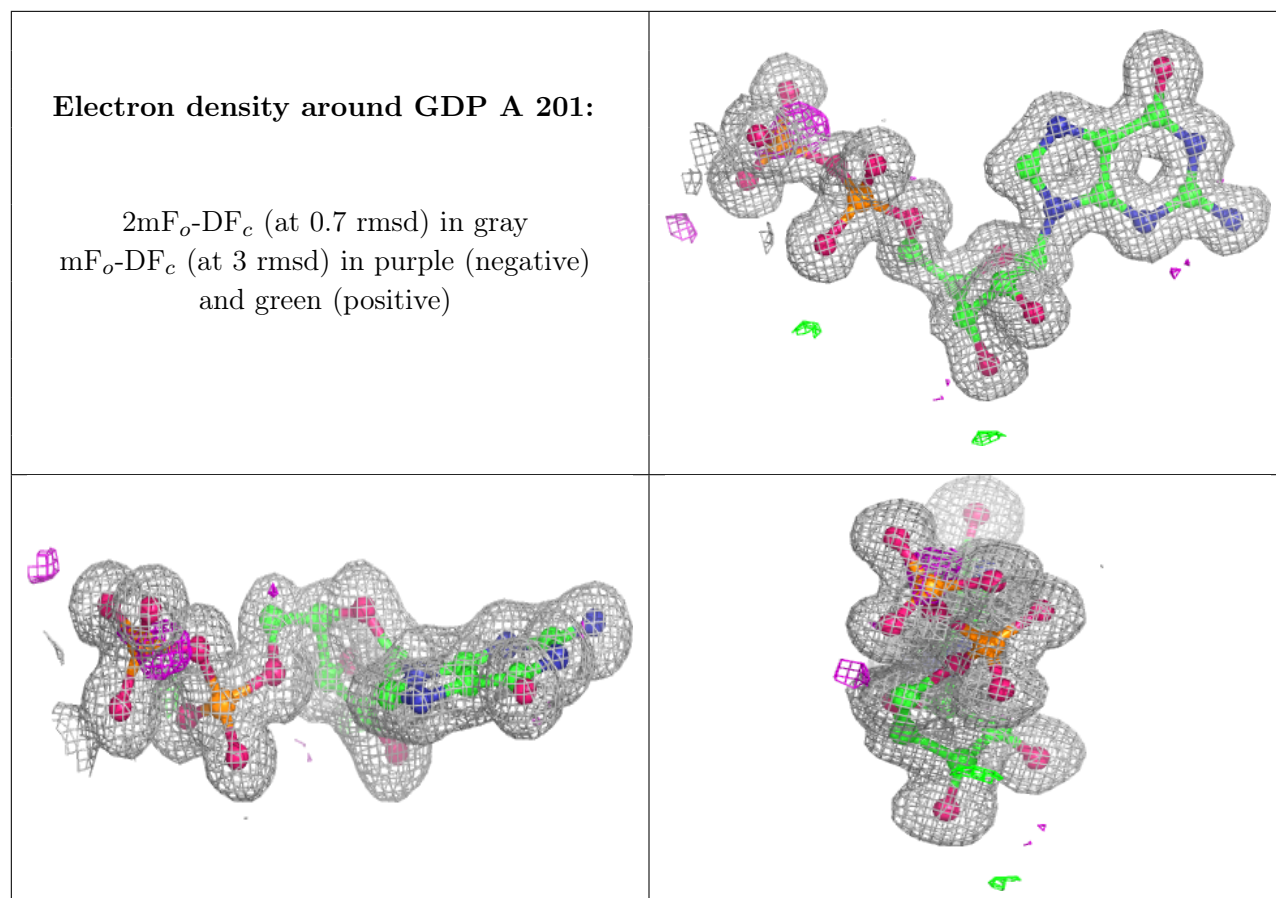 Electron density around GDP A 201:
2mFₒ-DF𝒸 (at 0.7 rmsd) in gray
mFₒ-DF𝒸 (at 3 rmsd) in purple (negative)
and green (positive)